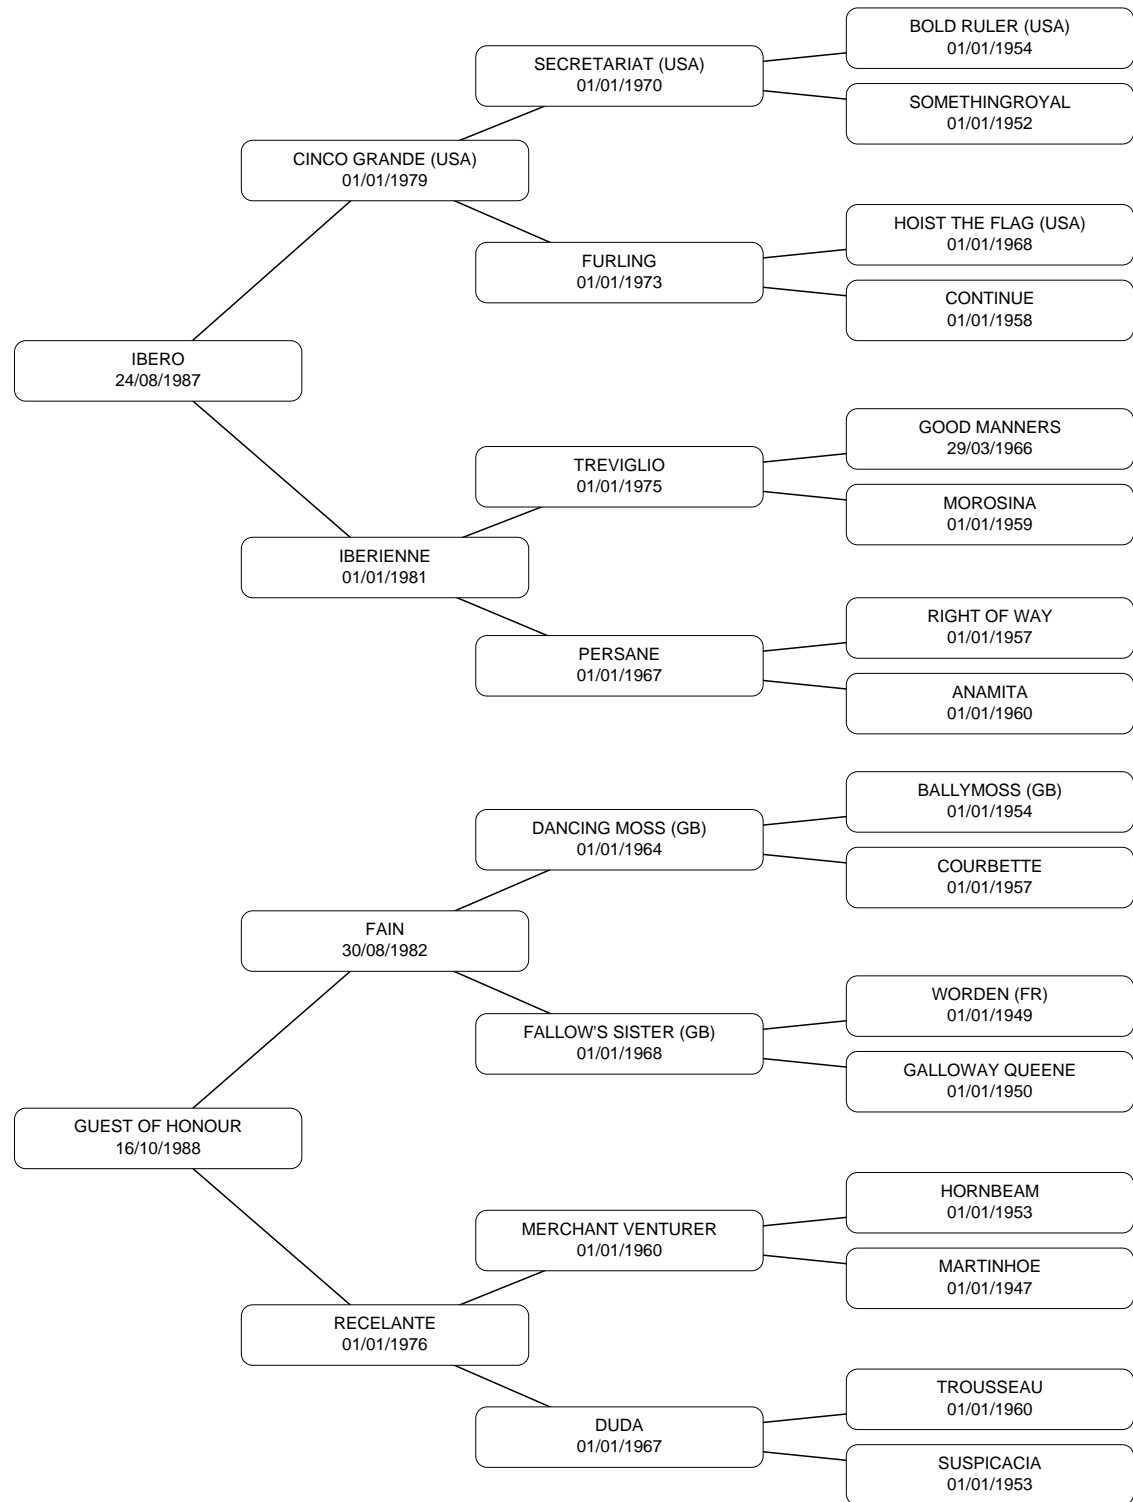 BOLD RULER (USA)
01/01/1954
SECRETARIAT (USA)
01/01/1970
SOMETHINGROYAL
01/01/1952
CINCO GRANDE (USA)
01/01/1979
HOIST THE FLAG (USA)
01/01/1968
FURLING
01/01/1973
CONTINUE
01/01/1958
IBERO
24/08/1987
GOOD MANNERS
29/03/1966
TREVIGLIO
01/01/1975
MOROSINA
01/01/1959
IBERIENNE
01/01/1981
RIGHT OF WAY
01/01/1957
PERSANE
01/01/1967
ANAMITA
01/01/1960
BALLYMOSS (GB)
01/01/1954
DANCING MOSS (GB)
01/01/1964
COURBETTE
01/01/1957
FAIN
30/08/1982
WORDEN (FR)
01/01/1949
FALLOW'S SISTER (GB)
01/01/1968
GALLOWAY QUEENE
01/01/1950
GUEST OF HONOUR
16/10/1988
HORNBEAM
01/01/1953
MERCHANT VENTURER
01/01/1960
MARTINHOE
01/01/1947
RECELANTE
01/01/1976
TROUSSEAU
01/01/1960
DUDA
01/01/1967
SUSPICACIA
01/01/1953